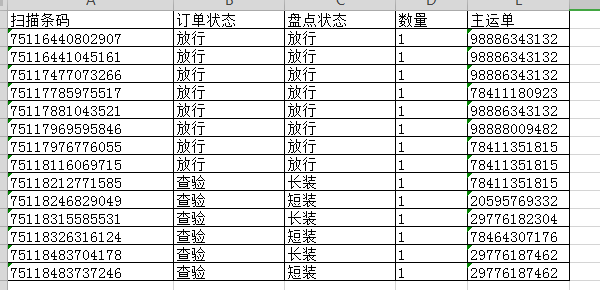 A B C D E
扫描条码 订单状态 盘点状态 数量 主运单
75116440802907 放行 放行 1 98886343132
75116441045161 放行 放行 1 98886343132
75117477073266 放行 放行 1 98886343132
75117785975517 放行 放行 1 78411180923
75117881043521 放行 放行 1 98886343132
75117969595846 放行 放行 1 98888009482
75117976776055 放行 放行 1 78411351815
75118116069715 放行 放行 1 78411351815
75118212771585 查验 长装 1 78411351815
75118246829049 查验 短装 1 20595769332
75118315585531 查验 长装 1 29776182304
75118326316124 查验 短装 1 78464307176
75118483704178 查验 长装 1 29776187462
75118483737246 查验 短装 1 29776187462